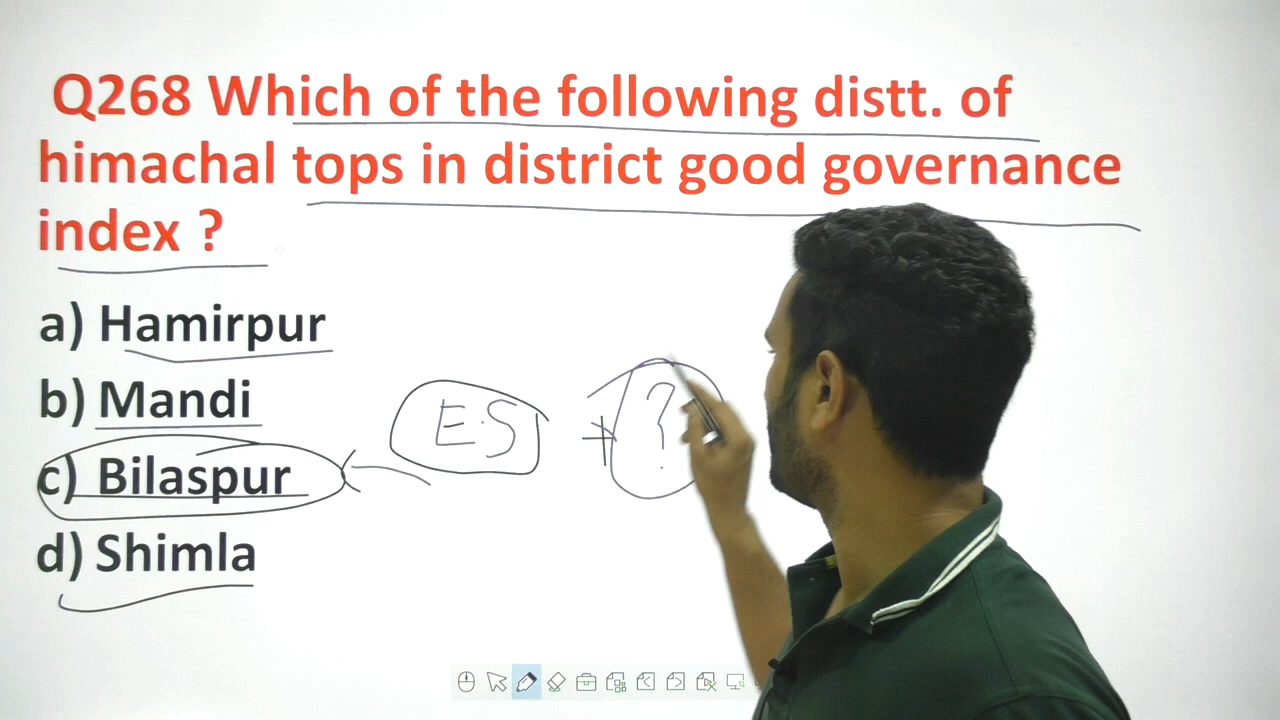 Q268 Which of the following distt. of
himachal tops in district good governance
index ?
a) Hamirpur
b) Mandi
c) Bilaspur
d) Shimla
E.S + ?